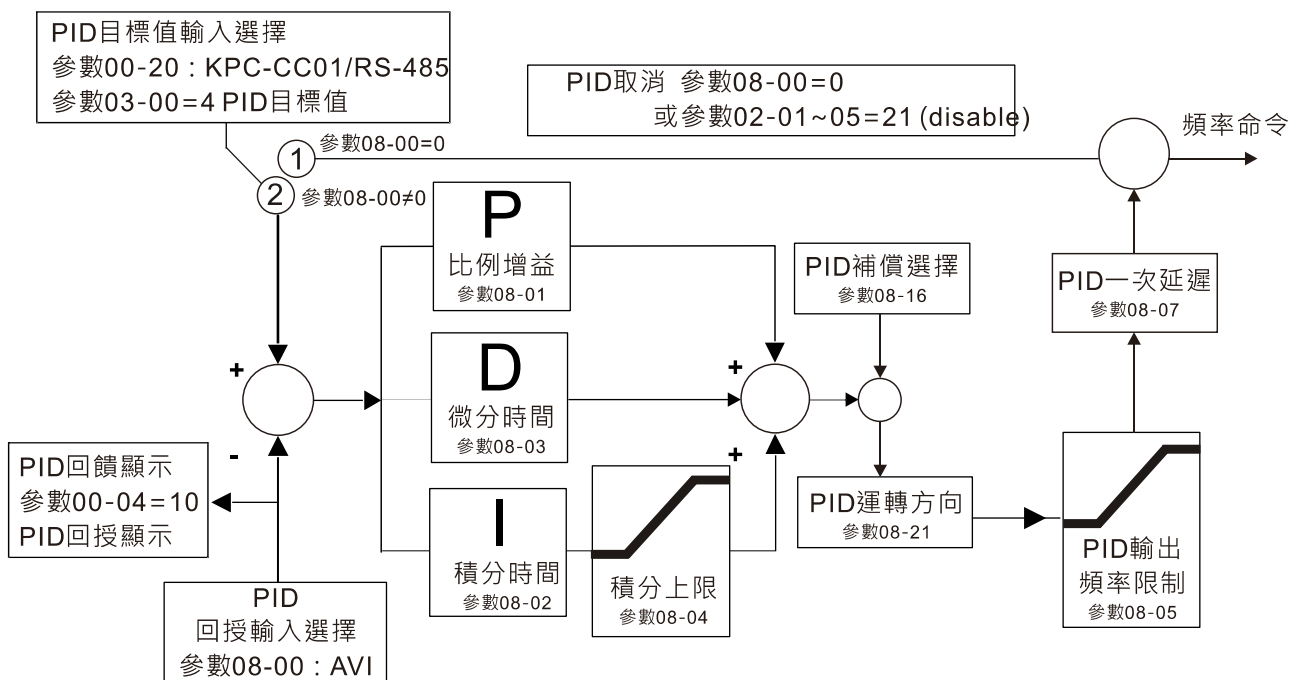 PID目標值輸入選擇
參數00-20：KPC-CC01/RS-485
參數03-00=4 PID目標值
PID取消 參數08-00=0
或參數02-01~05=21 (disable)
頻率命令
1
參數08-00=0
2
參數08-00≠0
P
比例增益
參數08-01
PID補償選擇
參數08-16
PID一次延遲
參數08-07
+
D
微分時間
參數08-03
+
-
+
PID回饋顯示
參數00-04=10
PID回授顯示
I
積分時間
參數08-02
積分上限
參數08-04
PID運轉方向
參數08-21
PID輸出
頻率限制
參數08-05
PID
回授輸入選擇
參數08-00：AVI